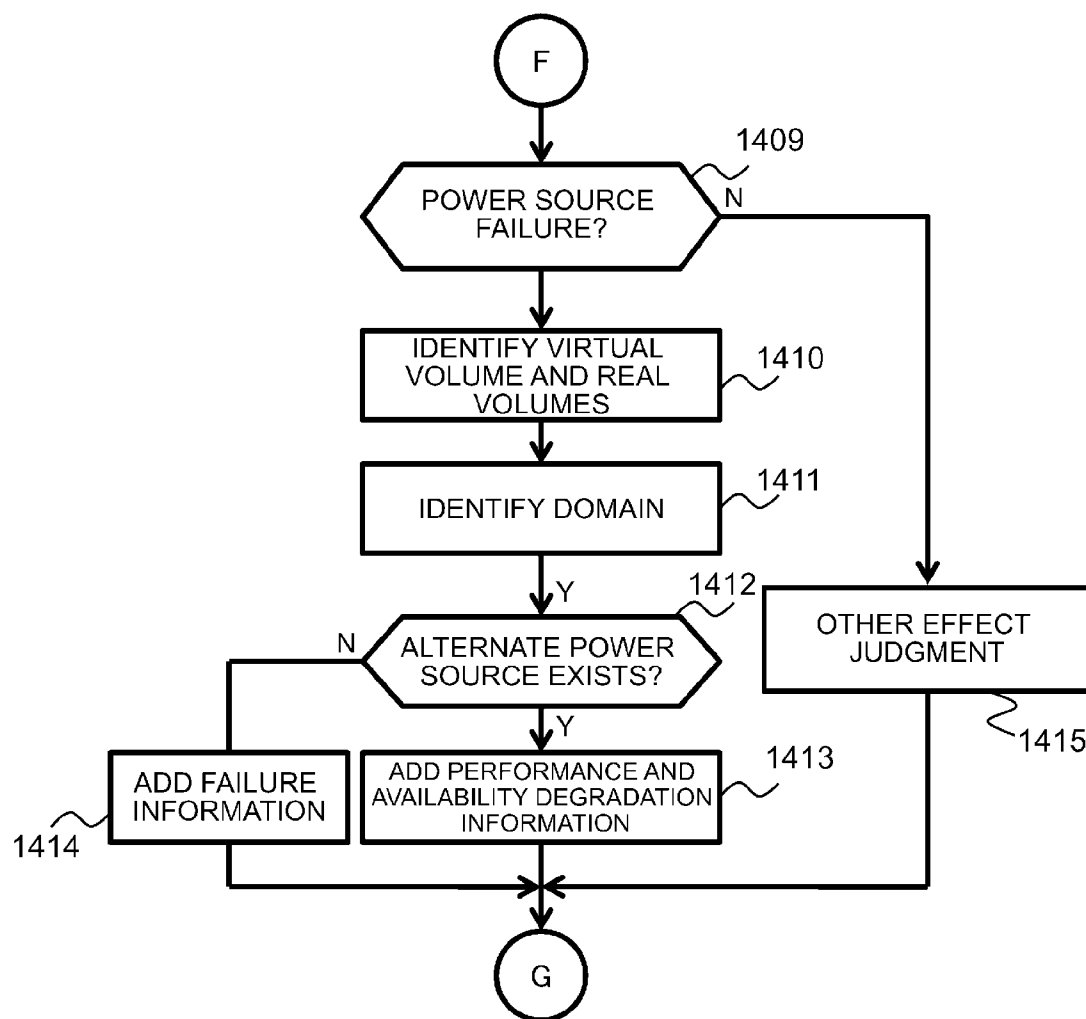 F
1409
POWER SOURCE
FAILURE?
N
IDENTIFY VIRTUAL
VOLUME AND REAL
VOLUMES
1410
IDENTIFY DOMAIN
1411
Y
1412
N
ALTERNATE POWER
SOURCE EXISTS?
OTHER EFFECT
JUDGMENT
1415
Y
ADD FAILURE
INFORMATION
1414
ADD PERFORMANCE AND
AVAILABILITY DEGRADATION
INFORMATION
1413
G